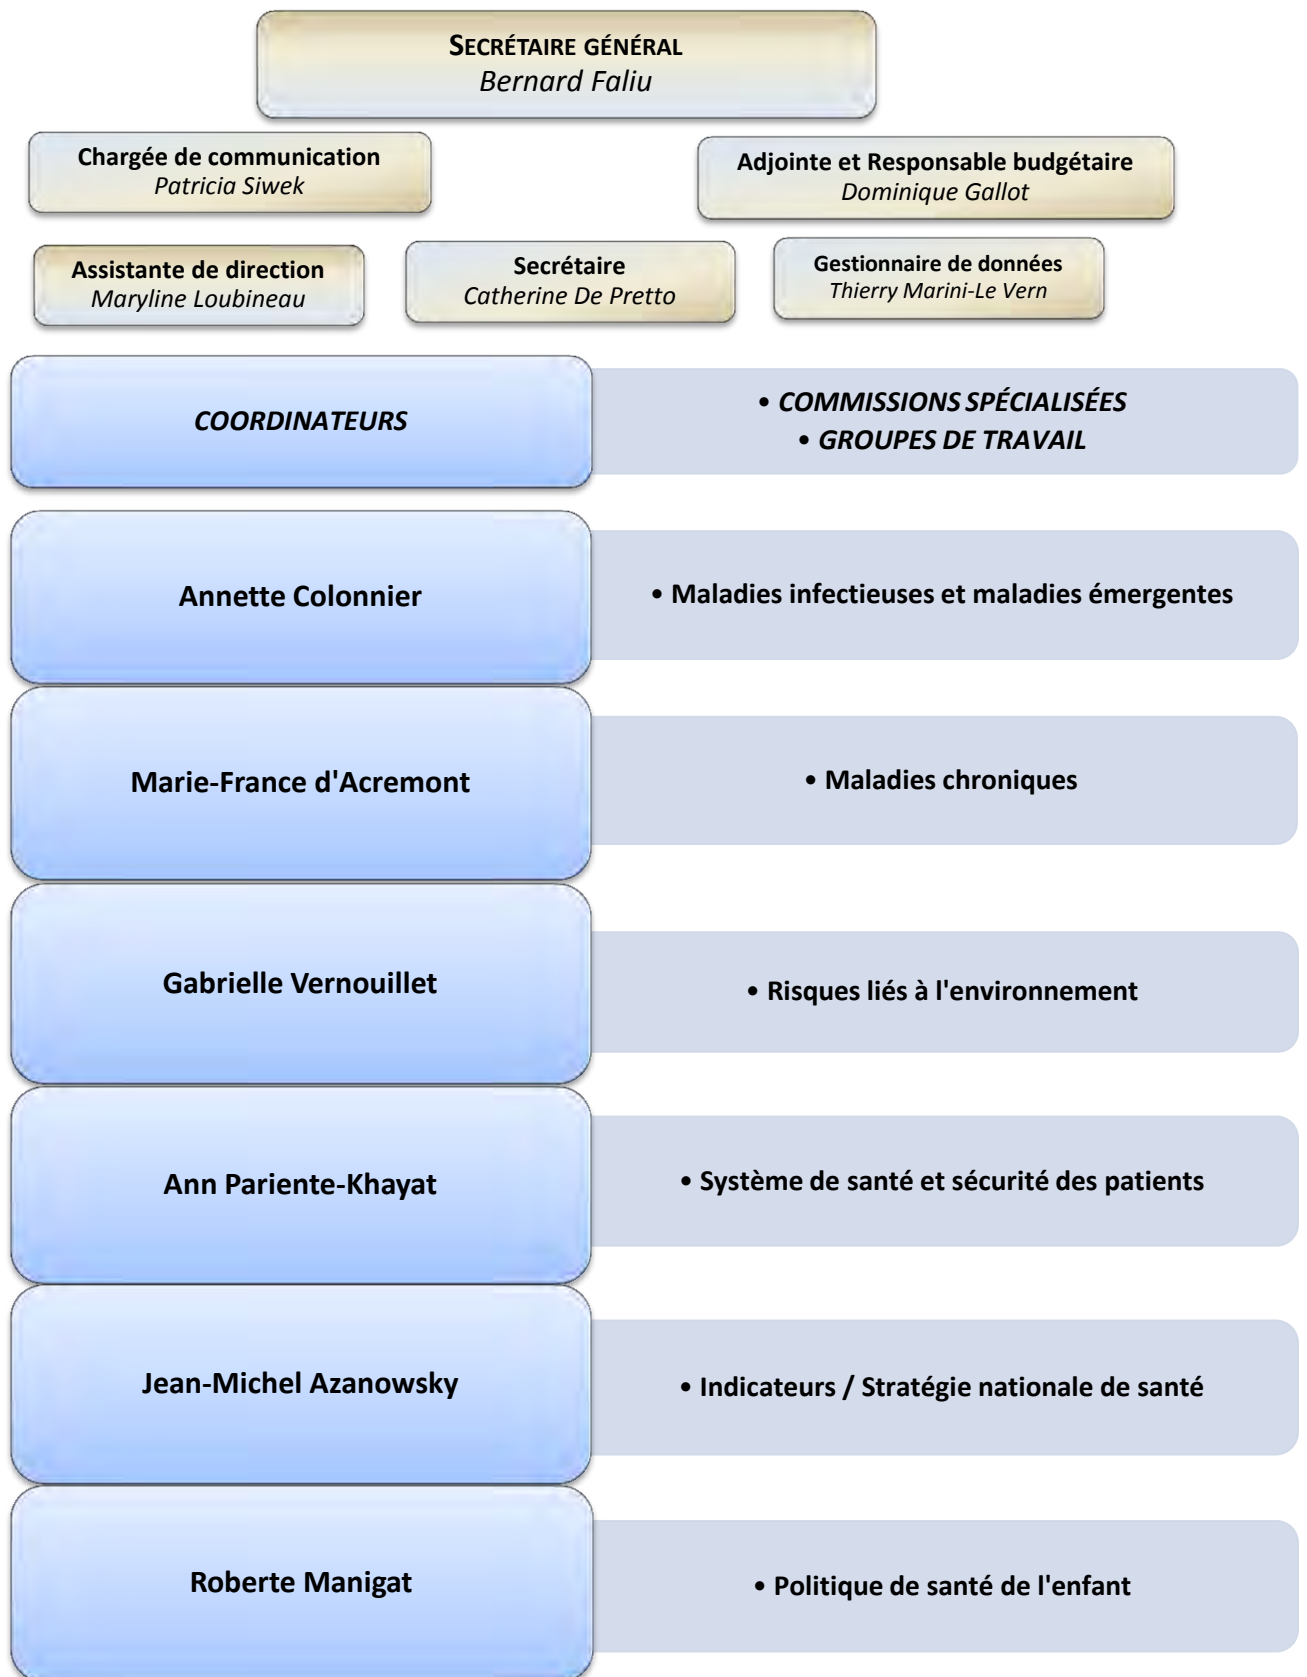 SECRÉTAIRE GÉNÉRAL
Bernard Faliu
Chargée de communication
Patricia Siwek
Adjointe et Responsable budgétaire
Dominique Gallot
Assistante de direction
Maryline Loubineau
Secrétaire
Catherine De Pretto
Gestionnaire de données
Thierry Marini-Le Vern
COORDINATEURS
• COMMISSIONS SPÉCIALISÉES
• GROUPES DE TRAVAIL
Annette Colonnier
• Maladies infectieuses et maladies émergentes
Marie-France d'Acremont
• Maladies chroniques
Gabrielle Vernouillet
• Risques liés à l'environnement
Ann Pariente-Khayat
• Système de santé et sécurité des patients
Jean-Michel Azanowsky
• Indicateurs / Stratégie nationale de santé
Roberte Manigat
• Politique de santé de l'enfant